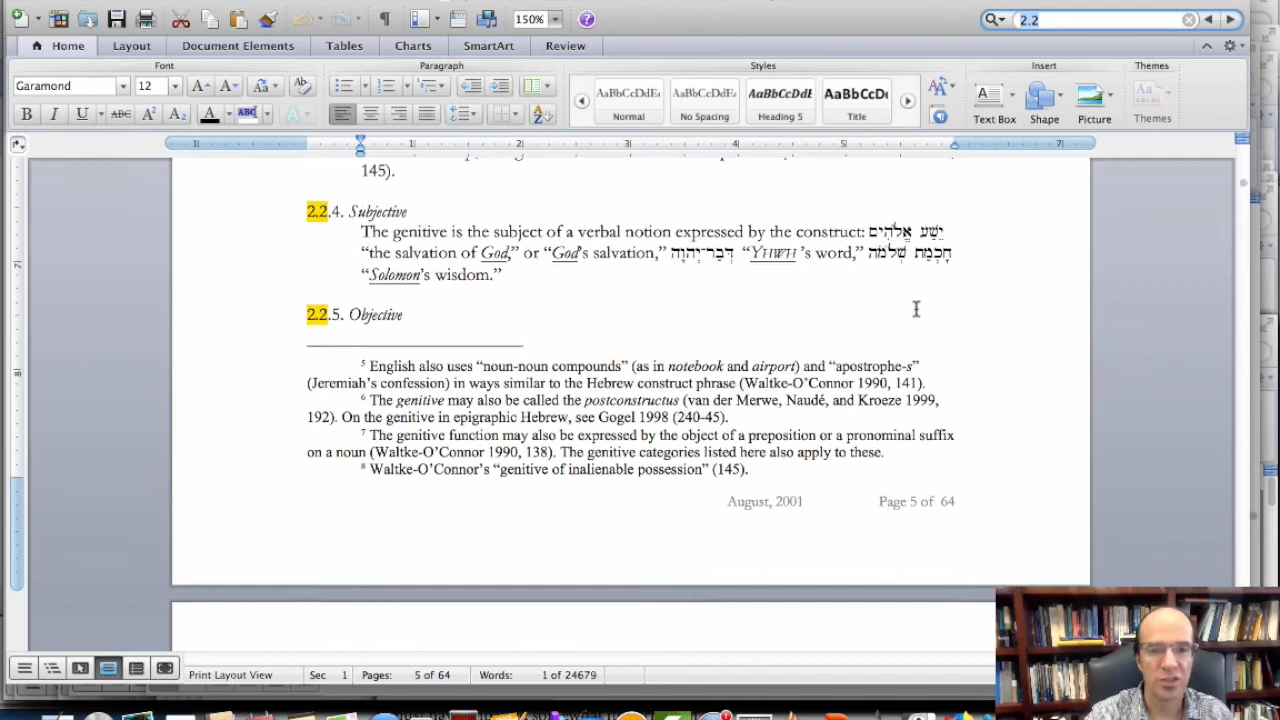 150%
2.2
Home Layout Document Elements Tables Charts SmartArt Review
Font Paragraph Styles Insert Themes
Garamond 12
AaBbCcDdE AaBbCcDdE AaBbCcDdE AaBbCcDc
Normal No Spacing Heading 5 Title
Text Box Shape Picture Themes
145).
2.2.4. Subjective
The genitive is the subject of a verbal notion expressed by the construct: יֵשַׁע אֱלֹהִים
“the salvation of God,” or “God’s salvation,” דְּבַר־יְהוָה “YHWH ’s word,” חָכְמַת שְׁלֹמֹה
“Solomon’s wisdom.”
2.2.5. Objective
5 English also uses “noun-noun compounds” (as in notebook and airport) and “apostrophe-s”
(Jeremiah’s confession) in ways similar to the Hebrew construct phrase (Waltke-O’Connor 1990, 141).
6 The genitive may also be called the postconstructus (van der Merwe, Naudé, and Kroeze 1999,
192). On the genitive in epigraphic Hebrew, see Gogel 1998 (240-45).
7 The genitive function may also be expressed by the object of a preposition or a pronominal suffix
on a noun (Waltke-O’Connor 1990, 138). The genitive categories listed here also apply to these.
8 Waltke-O’Connor’s “genitive of inalienable possession” (145).
August, 2001 Page 5 of 64
Print Layout View Sec 1 Pages: 5 of 64 Words: 1 of 24679